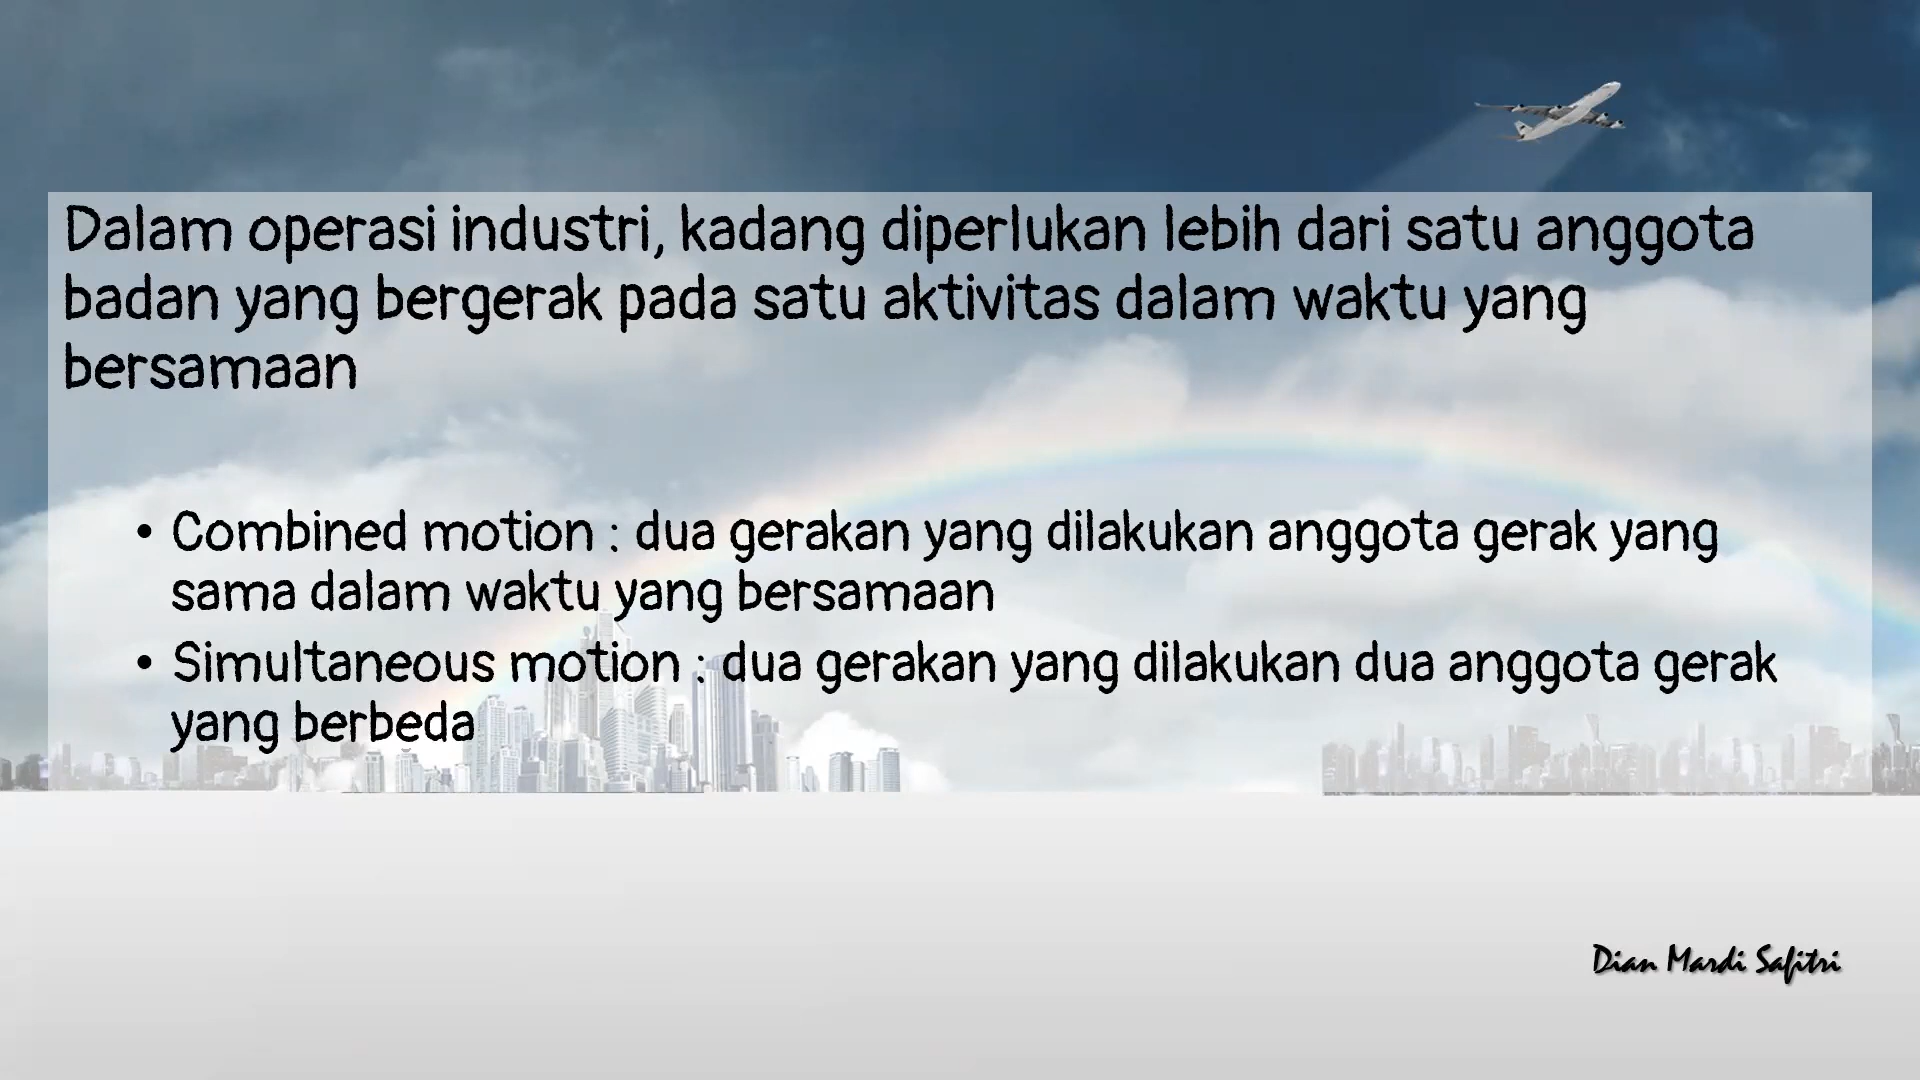 Dalam operasi industri, kadang diperlukan lebih dari satu anggota
badan yang bergerak pada satu aktivitas dalam waktu yang
bersamaan
• Combined motion : dua gerakan yang dilakukan anggota gerak yang
sama dalam waktu yang bersamaan
• Simultaneous motion : dua gerakan yang dilakukan dua anggota gerak
yang berbeda
Dian Mardi Safitri